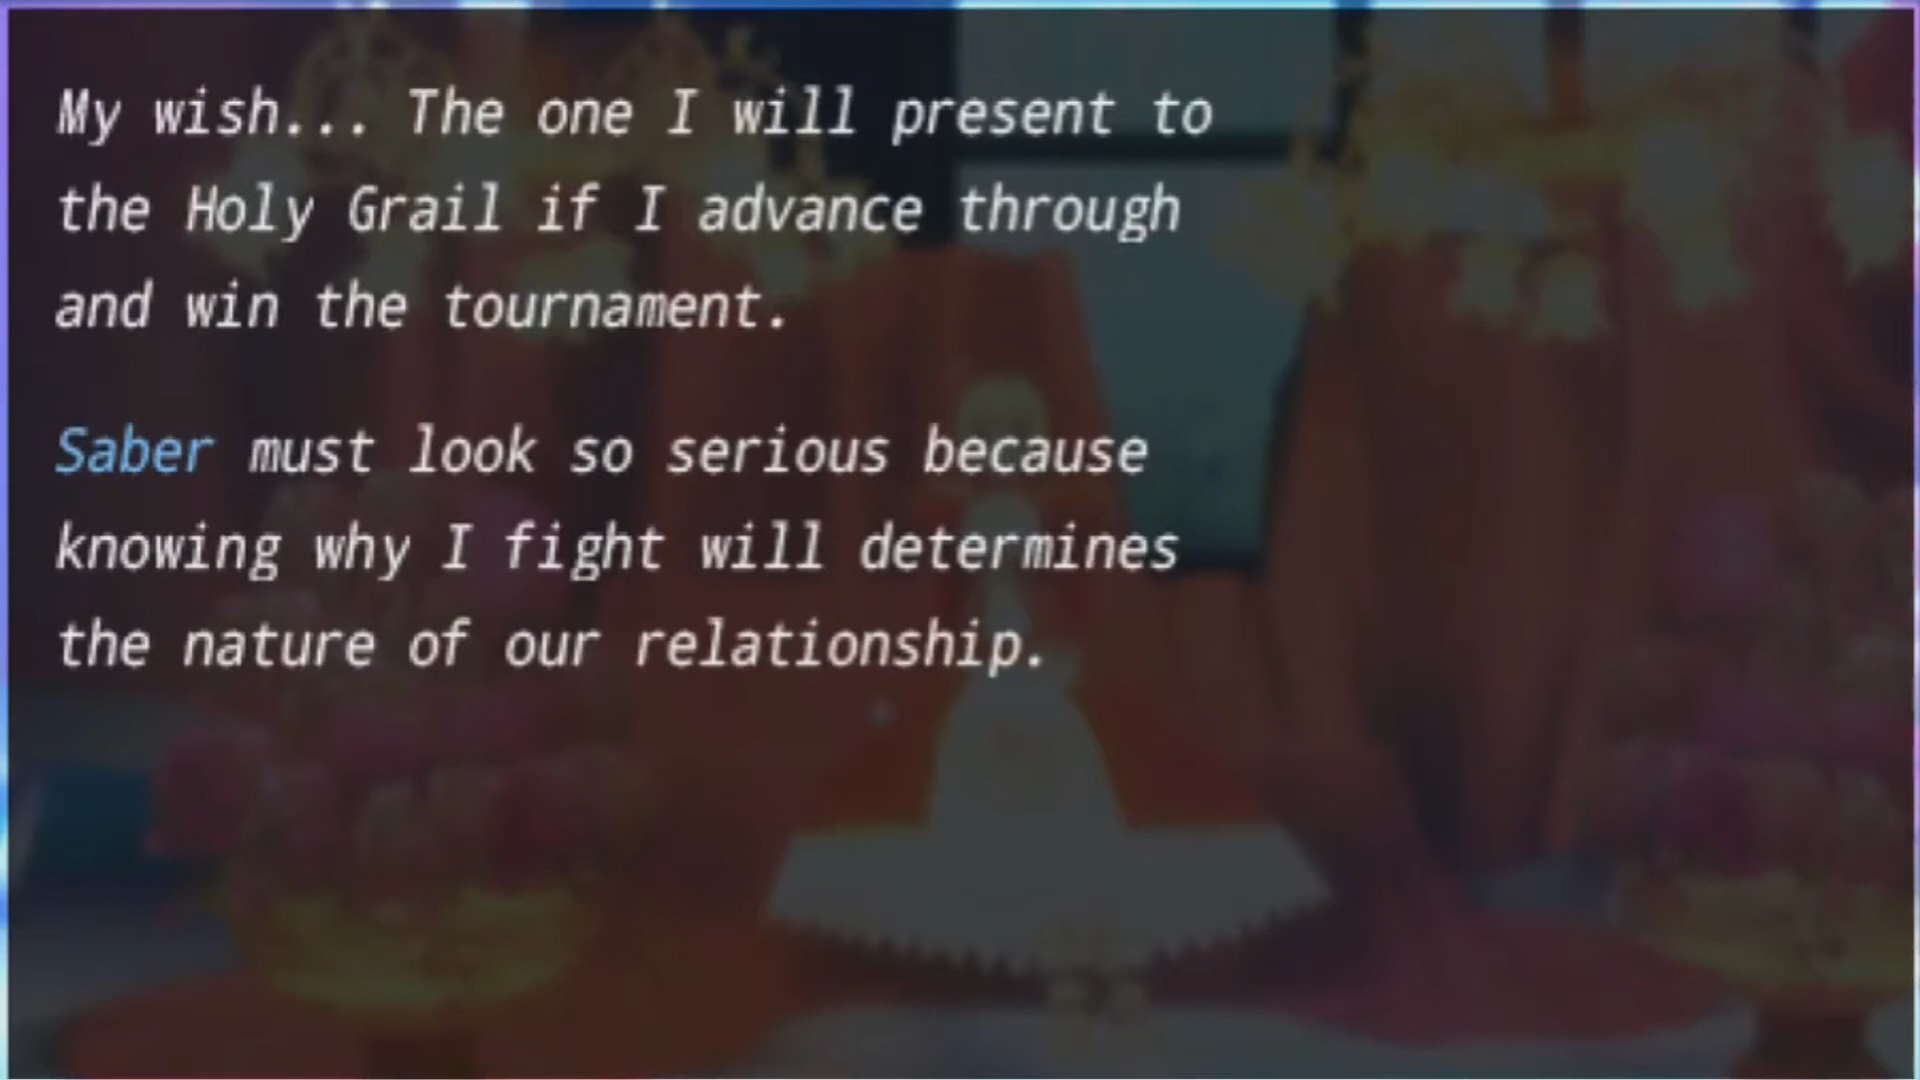 My wish... The one I will present to
the Holy Grail if I advance through
and win the tournament.
Saber must look so serious because
knowing why I fight will determines
the nature of our relationship.